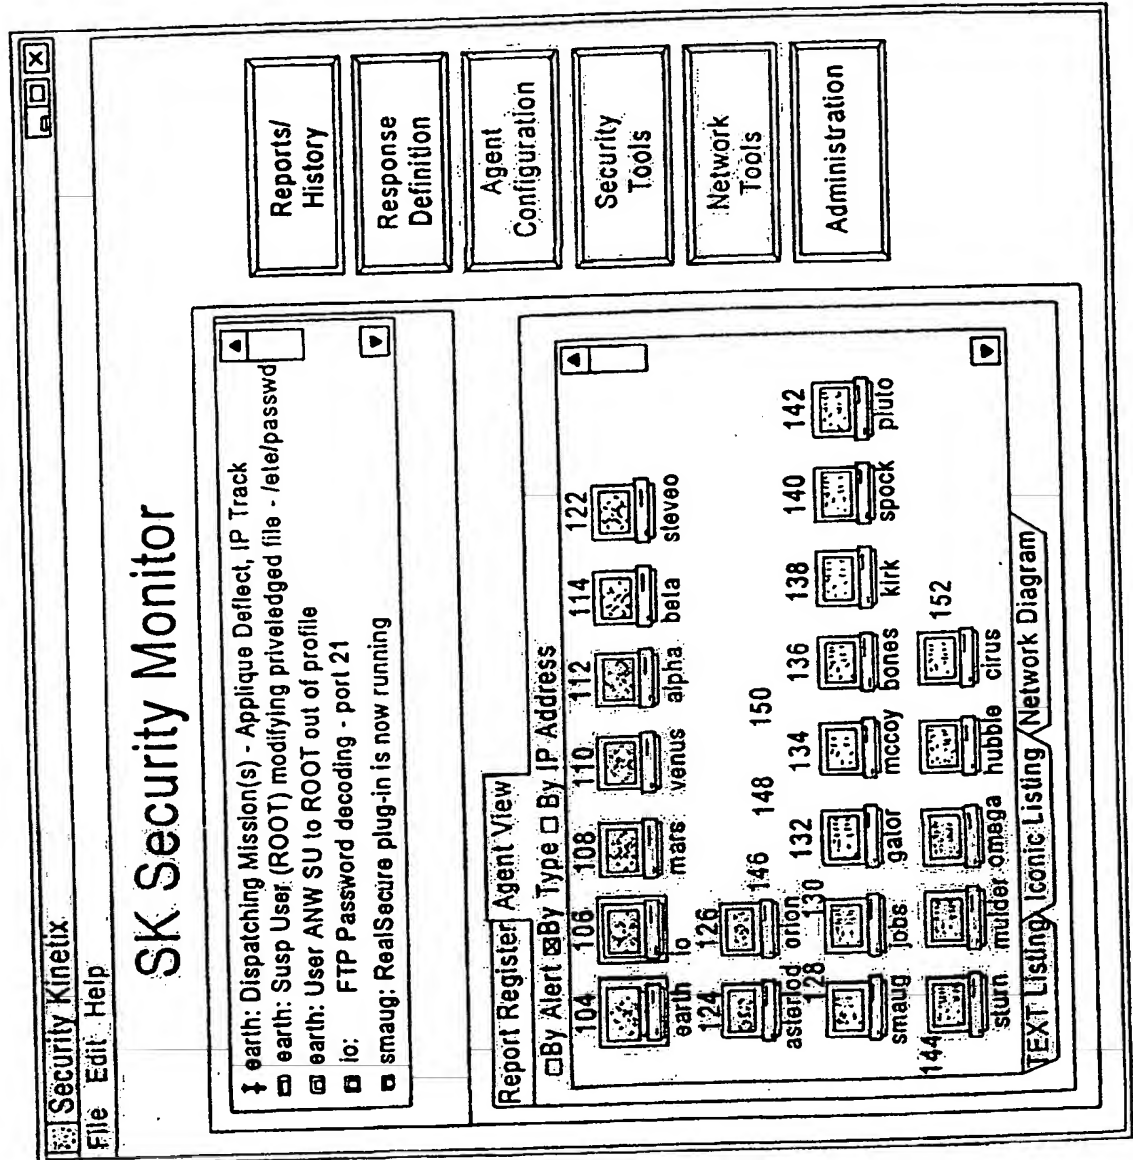 Security Kinetix
File Edit Help
SK Security Monitor
earth: Dispatching Mission(s) - Applique Deflect, IP Track
earth: Susp User (ROOT) modifying priveledged file - /ete/passwd
earth: User ANW SU to ROOT out of profile
Io: FTP Password decoding - port 21
smaug: RealSecure plug-in is now running
Reports/
History
Response
Definition
Agent
Configuration
Security
Tools
Network
Tools
Administration
Report Register Agent View
By Alert By Type By IP Address
104 106 108 110 112 114 122
earth Io mars venus alpha bela steveo
124 126 146 148 150
asteriod orion
128 130 132 134 136 138 140 142
smaug jobs gator mccoy bones kirk spock pluto
144 152
sturn mulder omega hubble cirus
TEXT Listing Iconic Listing Network Diagram